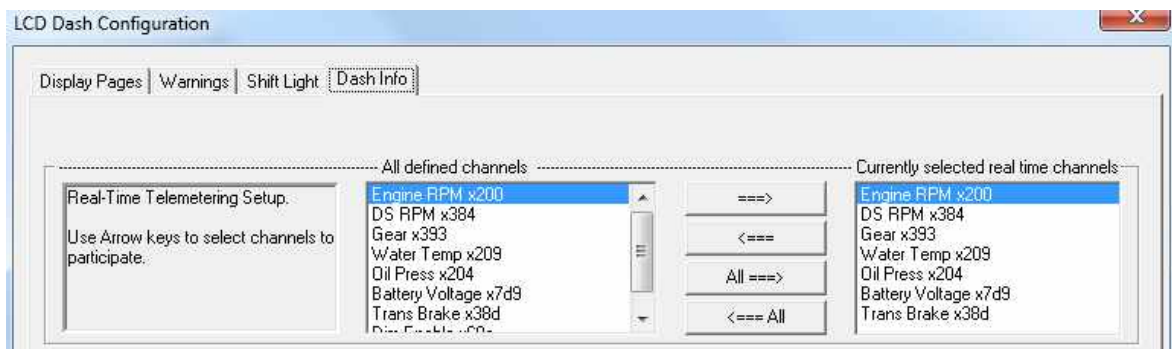 LCD Dash Configuration
X
Display Pages Warnings Shift Light Dash Info
All defined channels
Currently selected real time channels
Real-Time Telemetering Setup.
Use Arrow keys to select channels to
participate.
Engine RPM x200
DS RPM x384
Gear x393
Water Temp x209
Oil Press x204
Battery Voltage x7d9
Trans Brake x38d
===>
<===
All ===>
<=== All
Engine RPM x200
DS RPM x384
Gear x393
Water Temp x209
Oil Press x204
Battery Voltage x7d9
Trans Brake x38d